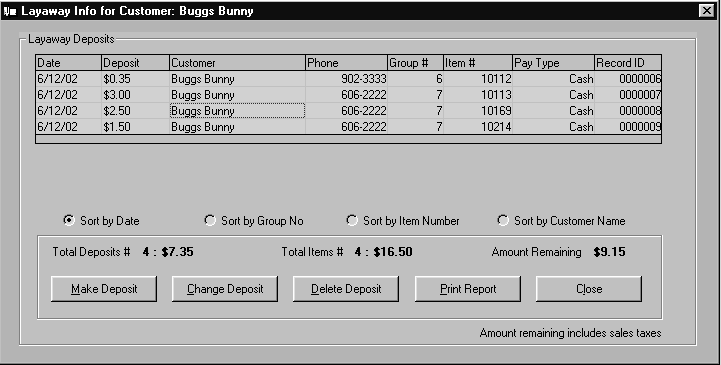 Layaway Info for Customer: Buggs Bunny
Layaway Deposits
Date Deposit Customer Phone Group # Item # Pay Type Record ID
6/12/02 $0.35 Buggs Bunny 902-3333 6 10112 Cash 0000006
6/12/02 $3.00 Buggs Bunny 606-2222 7 10113 Cash 0000007
6/12/02 $2.50 Buggs Bunny 606-2222 7 10169 Cash 0000008
6/12/02 $1.50 Buggs Bunny 606-2222 7 10214 Cash 0000009
Sort by Date Sort by Group No Sort by Item Number Sort by Customer Name
Total Deposits # 4 : $7.35 Total Items # 4 : $16.50 Amount Remaining $9.15
Make Deposit Change Deposit Delete Deposit Print Report Close
Amount remaining includes sales taxes